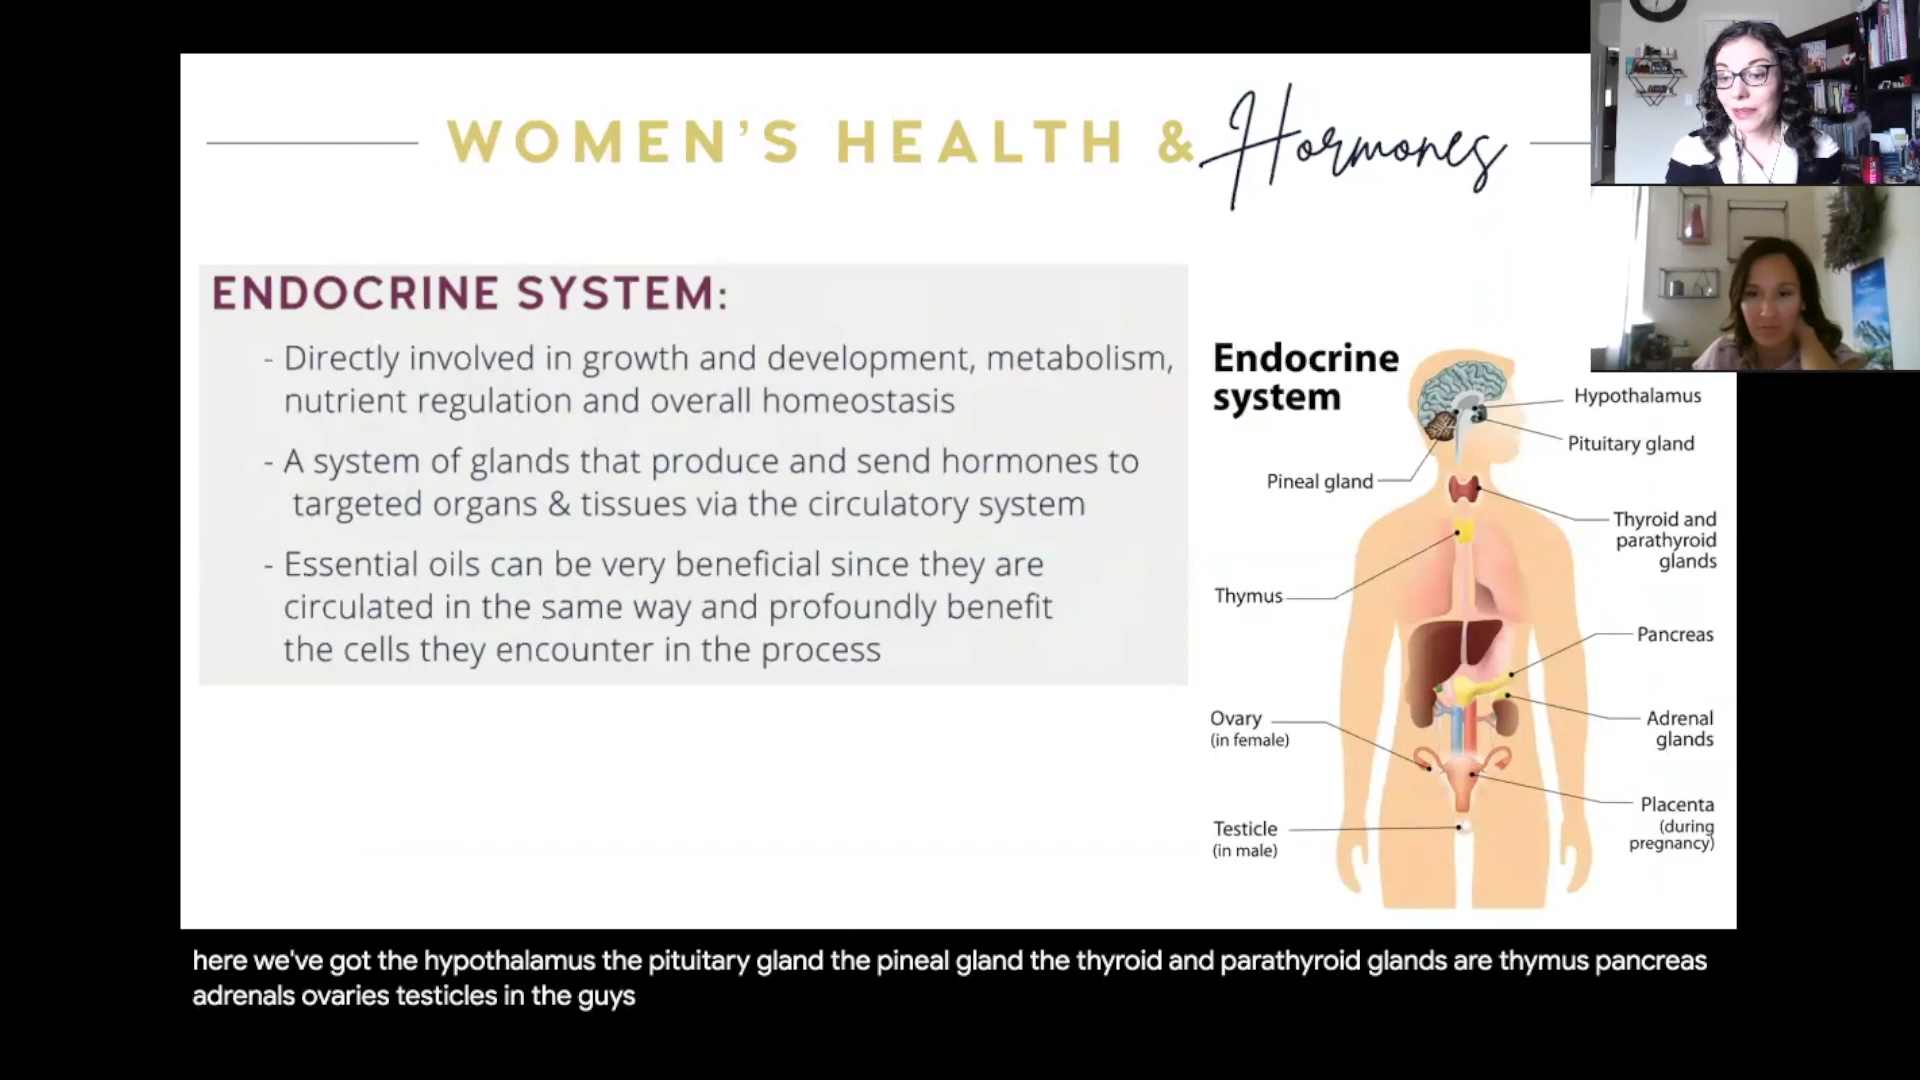 WOMEN'S HEALTH & Hormones
ENDOCRINE SYSTEM:
- Directly involved in growth and development, metabolism,
nutrient regulation and overall homeostasis
- A system of glands that produce and send hormones to
targeted organs & tissues via the circulatory system
- Essential oils can be very beneficial since they are
circulated in the same way and profoundly benefit
the cells they encounter in the process
Endocrine
system
Hypothalamus
Pituitary gland
Pineal gland
Thyroid and
parathyroid
glands
Thymus
Pancreas
Ovary
(in female)
Adrenal
glands
Placenta
(during
pregnancy)
Testicle
(in male)
here we've got the hypothalamus the pituitary gland the pineal gland the thyroid and parathyroid glands are thymus pancreas
adrenals ovaries testicles in the guys